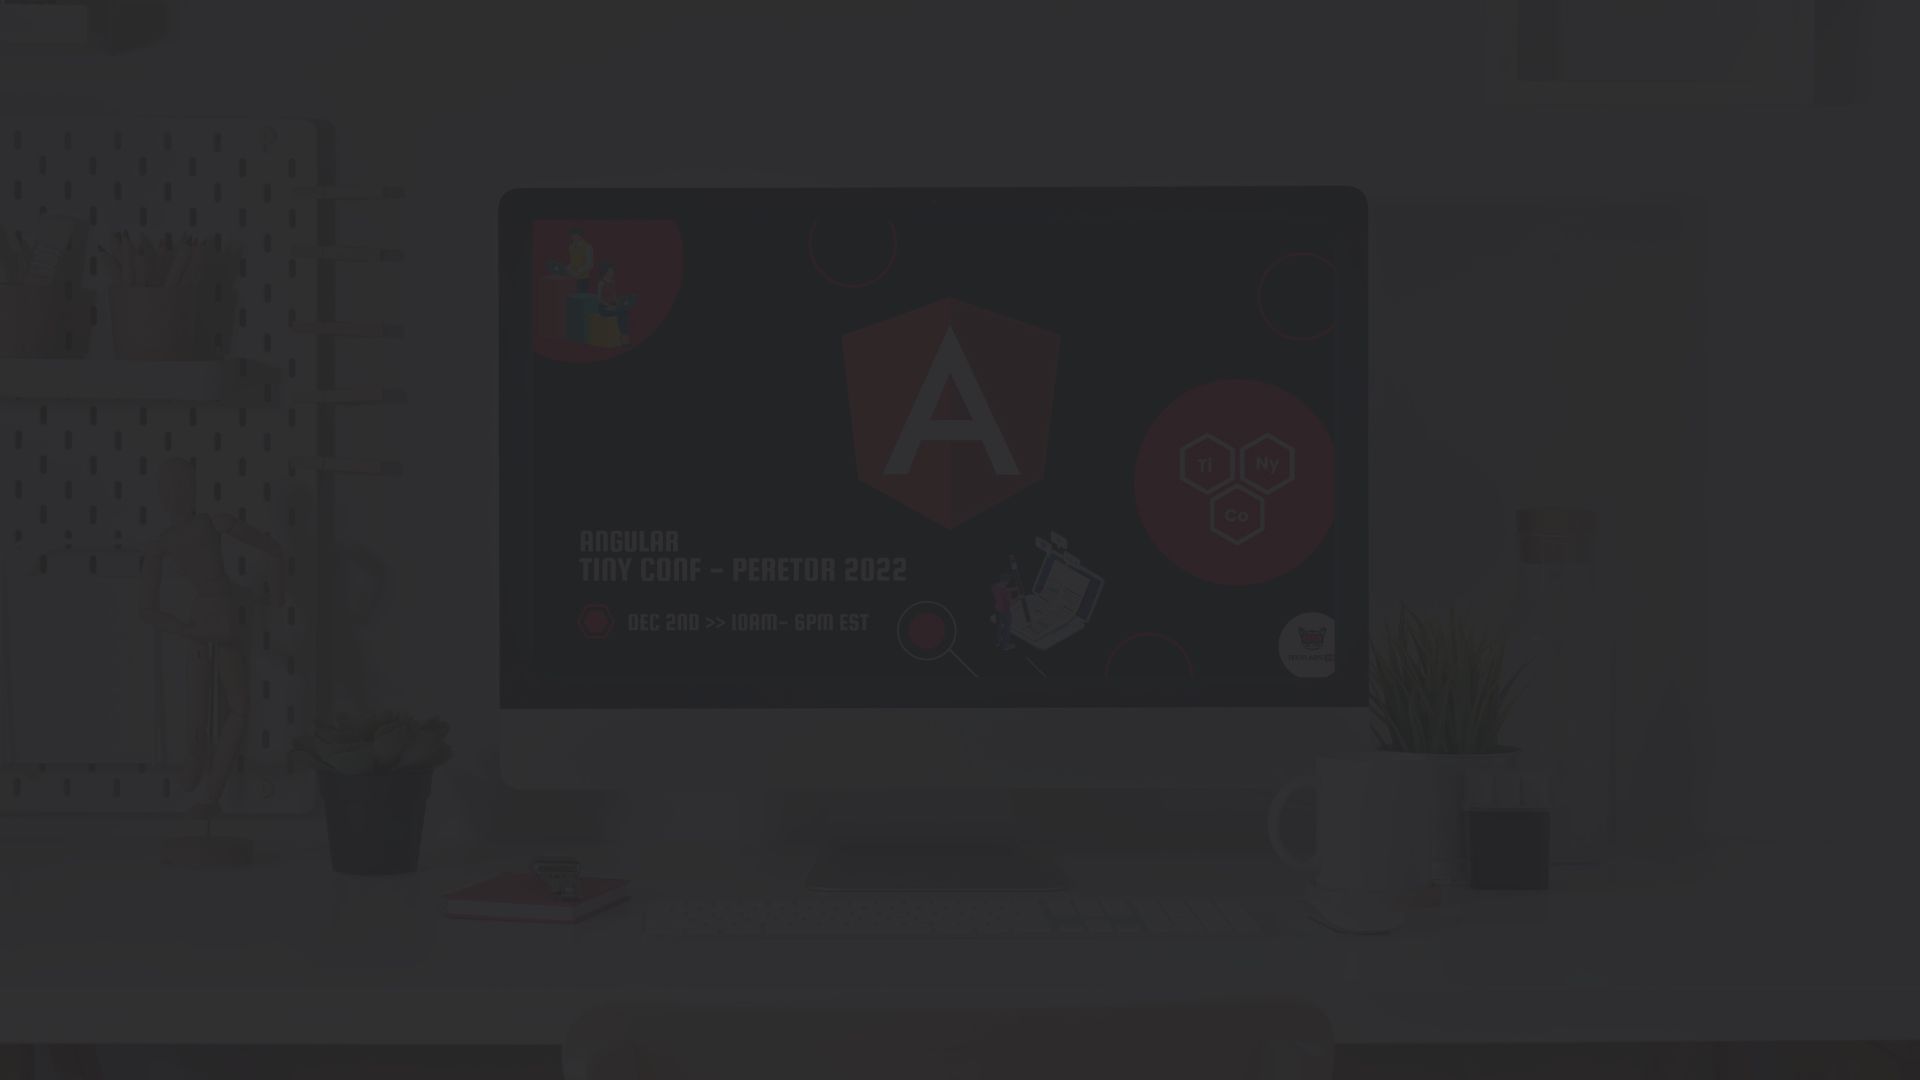 A
Ti
Ny
Co
ANGULAR
TINY CONF - PERETOR 2022
DEC 2ND >> 10AM- 6PM EST